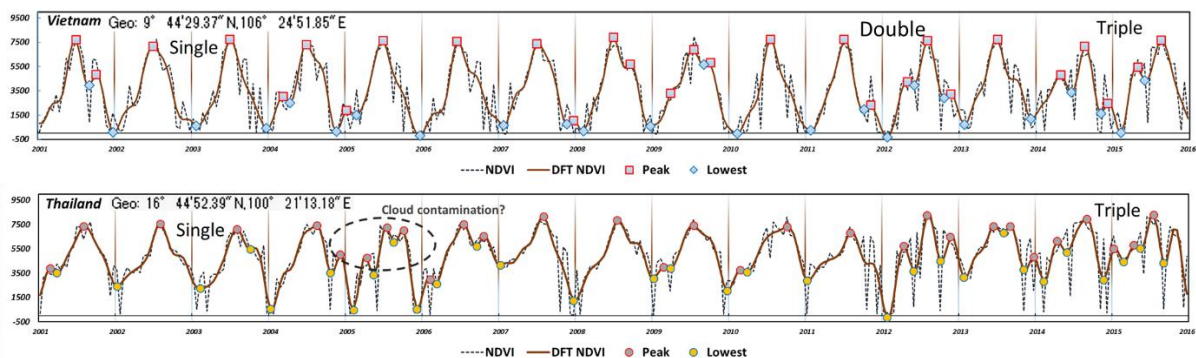 9500
Vietnam Geo: 9° 44'29.37"N,106° 24'51.85"E
7500
Single
Double
Triple
5500
3500
1500
-500
2001 2002 2003 2004 2005 2006 2007 2008 2009 2010 2011 2012 2013 2014 2015 2016
NDVI DFT NDVI Peak Lowest
9500
Thailand Geo: 16° 44'52.39"N,100° 21'13.18"E
Cloud contamination?
7500
Single
Triple
5500
3500
1500
-500
2001 2002 2003 2004 2005 2006 2007 2008 2009 2010 2011 2012 2013 2014 2015 2016
NDVI DFT NDVI Peak Lowest